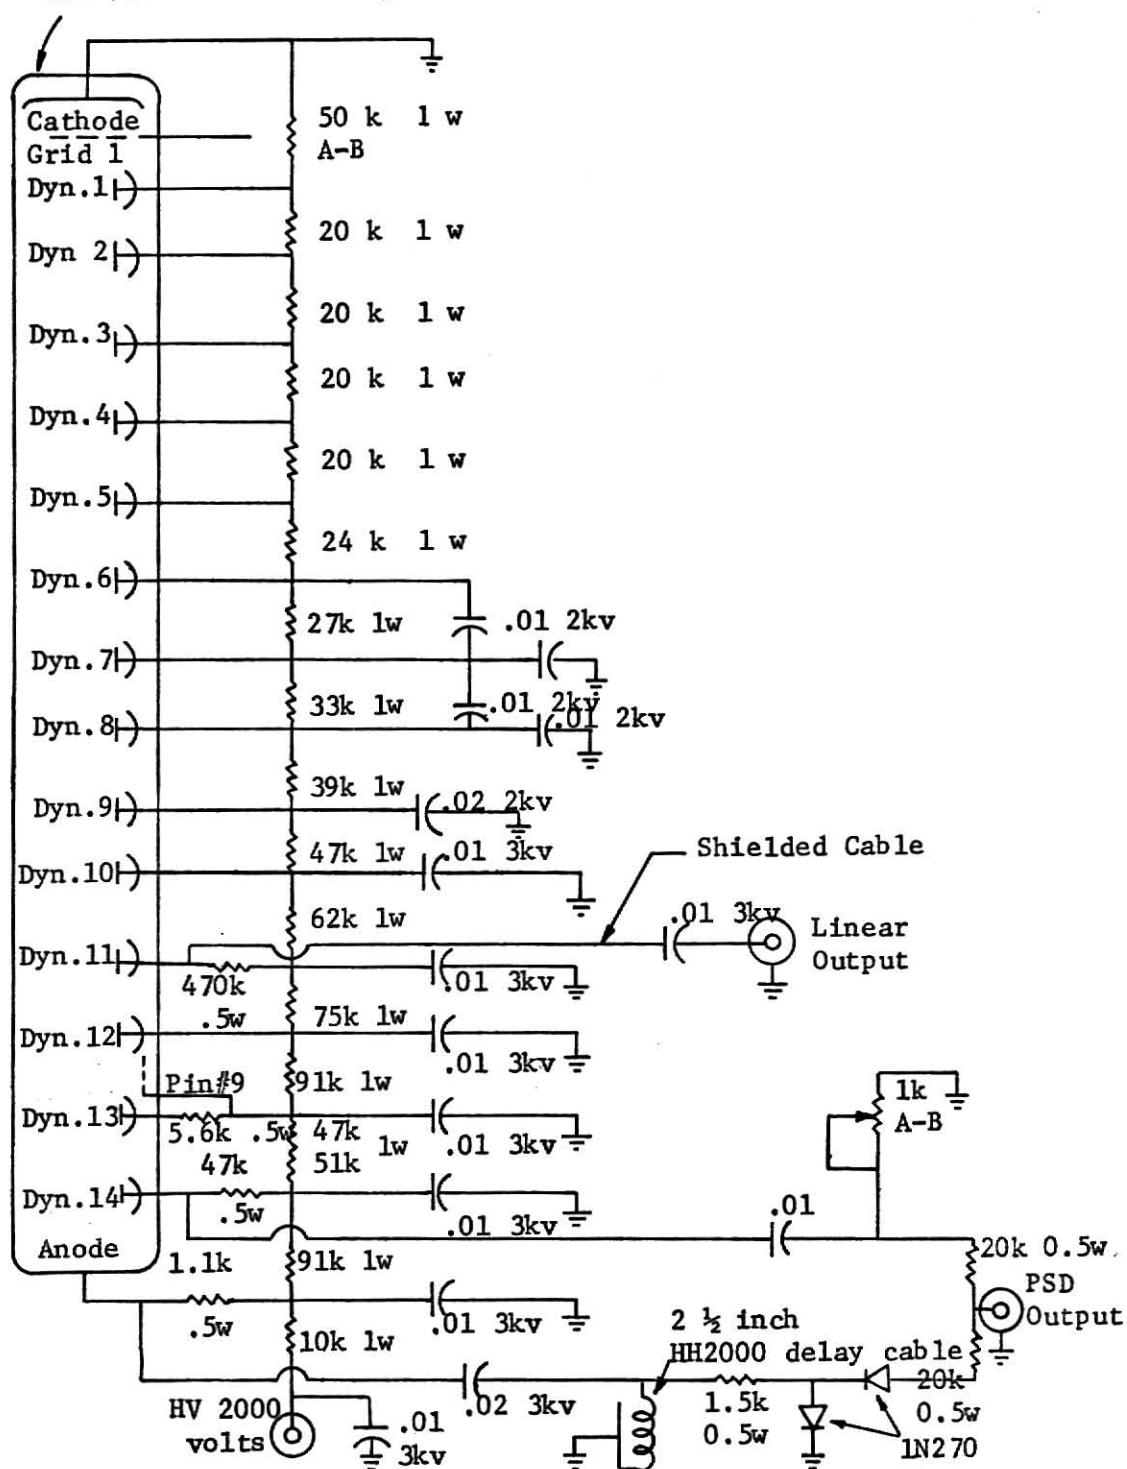 Cathode
Grid 1
50 k 1 w
A-B
Dyn.1
20 k 1 w
Dyn 2
20 k 1 w
Dyn.3
20 k 1 w
Dyn.4
20 k 1 w
Dyn.5
24 k 1 w
Dyn.6
27k 1w
.01 2kv
Dyn.7
33k 1w
.01 2kv
.01 2kv
Dyn.8
39k 1w
.02 2kv
Dyn.9
47k 1w
.01 3kv
Dyn.10
Shielded Cable
62k 1w
.01 3kv
Linear
Output
Dyn.11
470k
.5w
.01 3kv
75k 1w
Dyn.12
.01 3kv
Pin#9
91k 1w
1k
A-B
Dyn.13
5.6k .5w
47k
1w
.01 3kv
47k
51k
Dyn.14
.5w
.01 3kv
.01
Anode
1.1k
91k 1w
20k 0.5w
PSD
Output
.5w
.01 3kv
10k 1w
2 ½ inch
HH2000 delay cable
HV 2000
volts
.01
3kv
.02 3kv
1.5k
0.5w
20k
0.5w
1N270